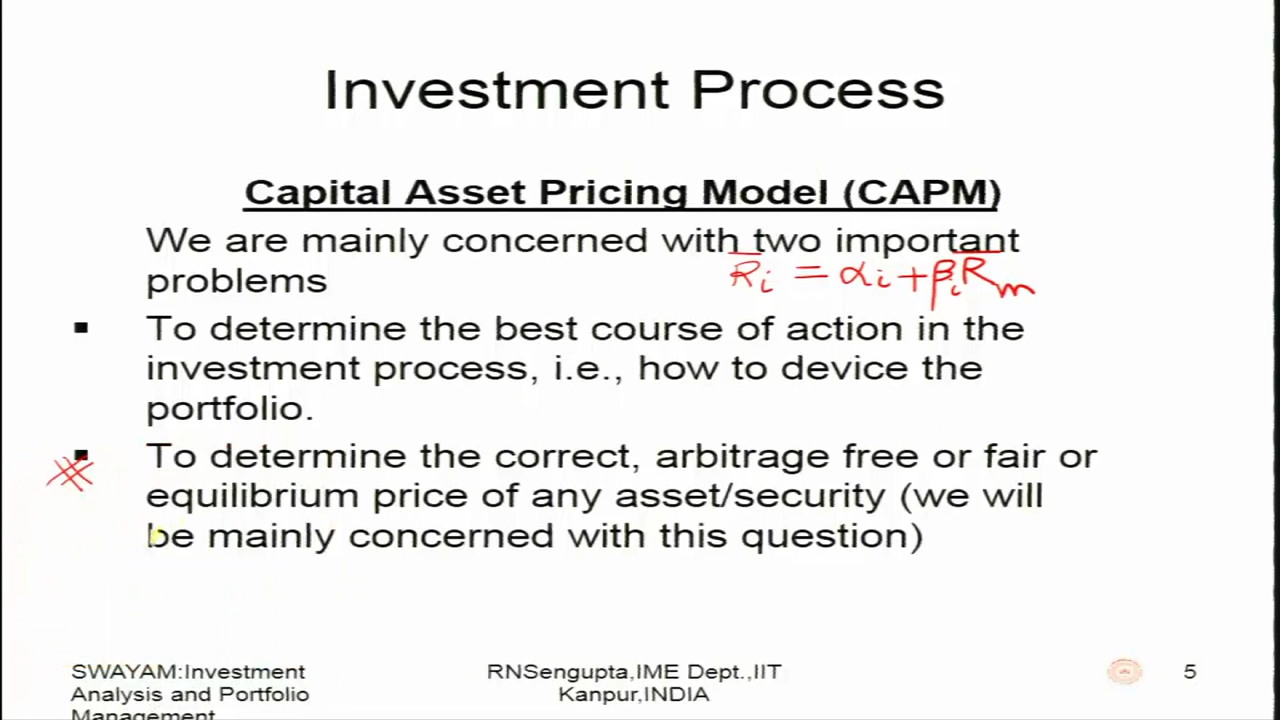 Investment Process
Capital Asset Pricing Model (CAPM)
We are mainly concerned with two important
problems
R̅i = αi + βi R̅m
▪ To determine the best course of action in the
investment process, i.e., how to device the
portfolio.
▪ To determine the correct, arbitrage free or fair or
equilibrium price of any asset/security (we will
be mainly concerned with this question)
SWAYAM:Investment
Analysis and Portfolio
Management
RNSengupta,IME Dept.,IIT
Kanpur,INDIA
5